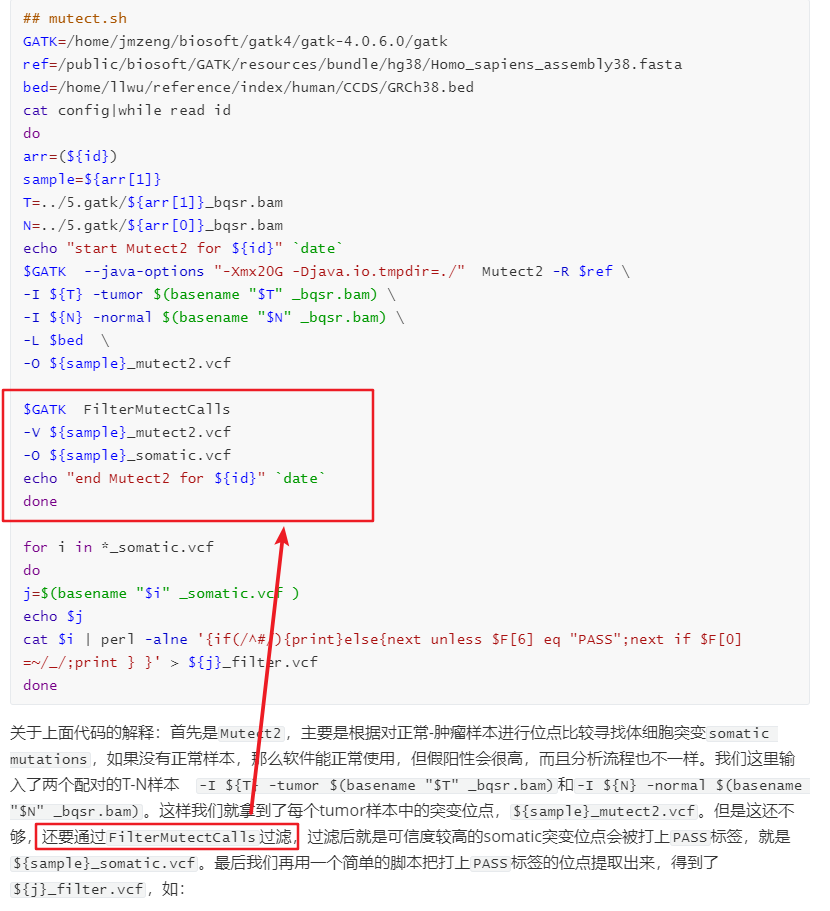 ## mutect.sh
GATK=/home/jmzeng/biosoft/gatk4/gatk-4.0.6.0/gatk
ref=/public/biosoft/GATK/resources/bundle/hg38/Homo_sapiens_assembly38.fasta
bed=/home/llwu/reference/index/human/CCDS/GRCh38.bed
cat config|while read id
do
arr=(${id})
sample=${arr[1]}
T=../5.gatk/${arr[1]}_bqsr.bam
N=../5.gatk/${arr[0]}_bqsr.bam
echo "start Mutect2 for ${id}" `date`
$GATK  --java-options "-Xmx20G -Djava.io.tmpdir=./"  Mutect2 -R $ref \
-I ${T} -tumor $(basename "$T" _bqsr.bam) \
-I ${N} -normal $(basename "$N" _bqsr.bam) \
-L $bed  \
-O ${sample}_mutect2.vcf
$GATK  FilterMutectCalls
-V ${sample}_mutect2.vcf
-O ${sample}_somatic.vcf
echo "end Mutect2 for ${id}" `date`
done
for i in *_somatic.vcf
do
j=$(basename "$i" _somatic.vcf )
echo $j
cat $i | perl -alne '{if(/^#/){print}else{next unless $F[6] eq "PASS";next if $F[0]
=~/_/;print } }' > ${j}_filter.vcf
done
关于上面代码的解释：首先是Mutect2，主要是根据对正常-肿瘤样本进行位点比较寻找体细胞突变somatic
mutations，如果没有正常样本，那么软件能正常使用，但假阳性会很高，而且分析流程也不一样。我们这里输
入了两个配对的T-N样本 -I ${T} -tumor $(basename "$T" _bqsr.bam)和-I ${N} -normal $(basename
"$N" _bqsr.bam)。这样我们就拿到了每个tumor样本中的突变位点，${sample}_mutect2.vcf。但是这还不
够，还要通过FilterMutectCalls过滤，过滤后就是可信度较高的somatic突变位点会被打上PASS标签，就是
${sample}_somatic.vcf。最后我们再用一个简单的脚本把打上PASS标签的位点提取出来，得到了
${j}_filter.vcf，如：